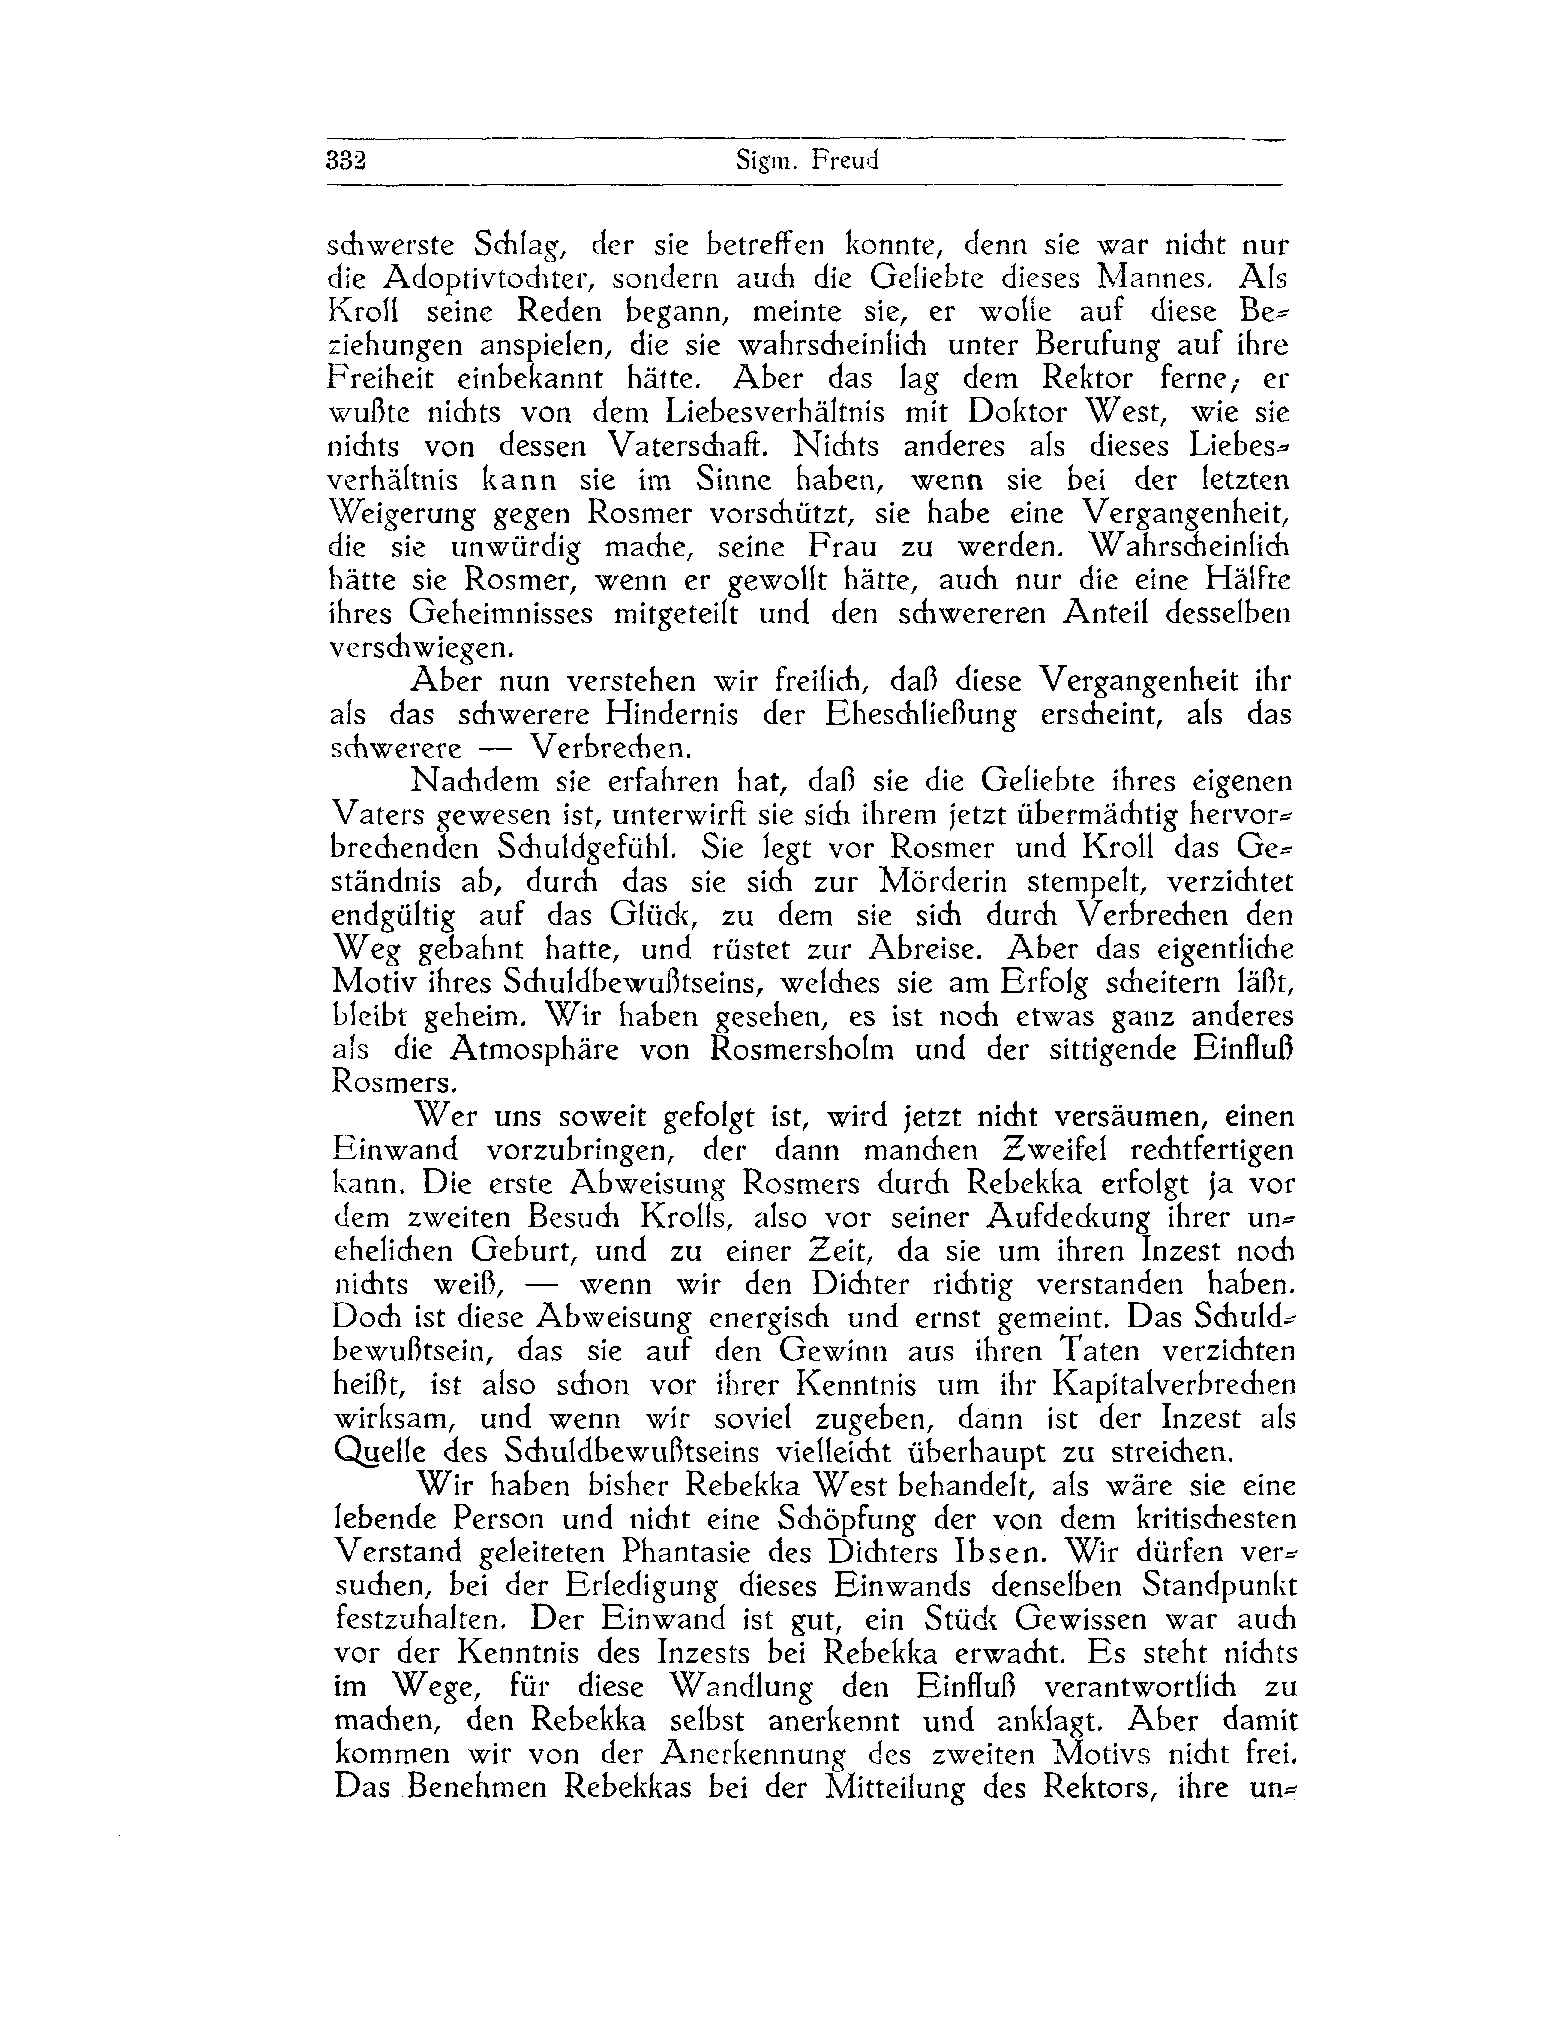 332 Sigm. Freud
schwerste Schlag, der sie betreffen konnte, denn sie war nicht nur
die Adoptivtochter, sondern auch die Geliebte dieses Mannes. Als
Kroll seine Reden begann, meinte sie, er wolle auf diese Be-
ziehungen anspielen, die sie wahrscheinlich unter Berufung auf ihre
Freiheit einbekannt hätte. Aber das lag dem Rektor ferne; er
wußte nichts von dem Liebesverhältnis mit Doktor West, wie sie
nichts von dessen Vaterschaft. Nichts anderes als dieses Liebes-
verhältnis kann sie im Sinne haben, wenn sie bei der letzten
Weigerung gegen Rosmer vorschützt, sie habe eine Vergangenheit,
die sie unwürdig mache, seine Frau zu werden. Wahrscheinlich
hätte sie Rosmer, wenn er gewollt hätte, auch nur die eine Hälfte
ihres Geheimnisses mitgeteilt und den schwereren Anteil desselben
verschwiegen.
Aber nun verstehen wir freilich, daß diese Vergangenheit ihr
als das schwerere Hindernis der Eheschließung erscheint, als das
schwerere — Verbrechen.
Nachdem sie erfahren hat, daß sie die Geliebte ihres eigenen
Vaters gewesen ist, unterwirft sie sich ihrem jetzt übermächtig hervor-
brechenden Schuldgefühl. Sie legt vor Rosmer und Kroll das Ge-
ständnis ab, durch das sie sich zur Mörderin stempelt, verzichtet
endgültig auf das Glück, zu dem sie sich durch Verbrechen den
Weg gebahnt hatte, und rüstet zur Abreise. Aber das eigentliche
Motiv ihres Schuldbewußtseins, welches sie am Erfolg scheitern läßt,
bleibt geheim. Wir haben gesehen, es ist noch etwas ganz anderes
als die Atmosphäre von Rosmersholm und der sittigende Einfluß
Rosmers.
Wer uns soweit gefolgt ist, wird jetzt nicht versäumen, einen
Einwand vorzubringen, der dann manchen Zweifel rechtfertigen
kann. Die erste Abweisung Rosmers durch Rebekka erfolgt ja vor
dem zweiten Besuch Krolls, also vor seiner Aufdeckung ihrer un-
ehelichen Geburt, und zu einer Zeit, da sie um ihren Inzest noch
nichts weiß, — wenn wir den Dichter richtig verstanden haben.
Doch ist diese Abweisung energisch und ernst gemeint. Das Schuld-
bewußtsein, das sie auf den Gewinn aus ihren Taten verzichten
heißt, ist also schon vor ihrer Kenntnis um ihr Kapitalverbrechen
wirksam, und wenn wir soviel zugeben, dann ist der Inzest als
Quelle des Schuldbewußtseins vielleicht überhaupt zu streichen.
Wir haben bisher Rebekka West behandelt, als wäre sie eine
lebende Person und nicht eine Schöpfung der von dem kritischesten
Verstand geleiteten Phantasie des Dichters Ibsen. Wir dürfen ver-
suchen, bei der Erledigung dieses Einwands denselben Standpunkt
festzuhalten. Der Einwand ist gut, ein Stück Gewissen war auch
vor der Kenntnis des Inzests bei Rebekka erwacht. Es steht nichts
im Wege, für diese Wandlung den Einfluß verantwortlich zu
machen, den Rebekka selbst anerkennt und anklagt. Aber damit
kommen wir von der Anerkennung des zweiten Motivs nicht frei.
Das Benehmen Rebekkas bei der Mitteilung des Rektors, ihre un-